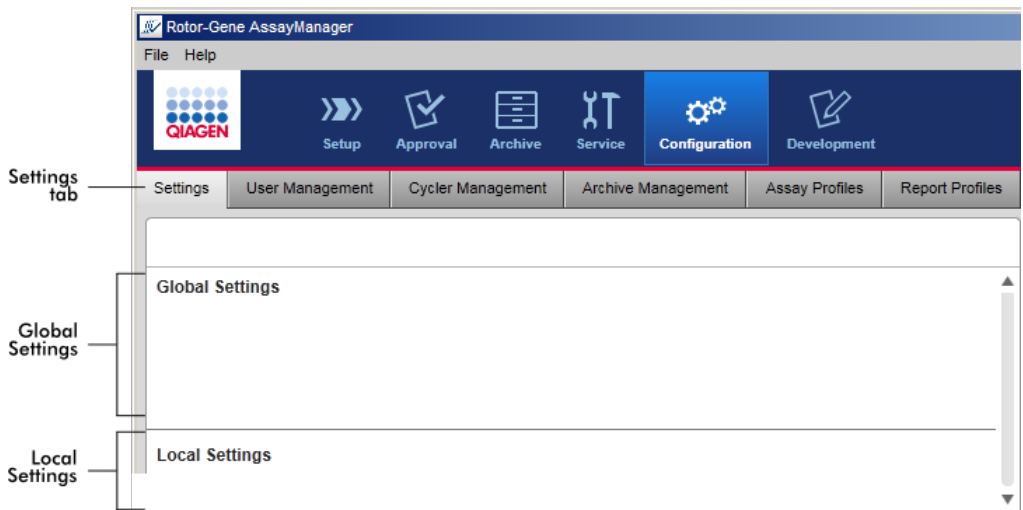 Rotor-Gene AssayManager
File Help
QIAGEN
Setup Approval Archive Service Configuration Development
Settings tab
Settings User Management Cycler Management Archive Management Assay Profiles Report Profiles
Global Settings
Global Settings
Local Settings
Local Settings